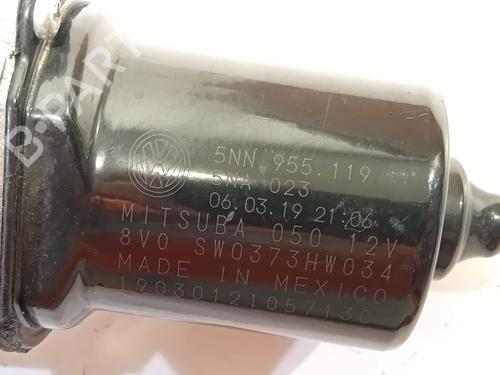 B-PARTS
5NN 955 119
5NA 023
06.03.19 21:06
MITSUBA 050 12V
8V0 SW0373HW034
MADE IN MEXICO
19030121057130